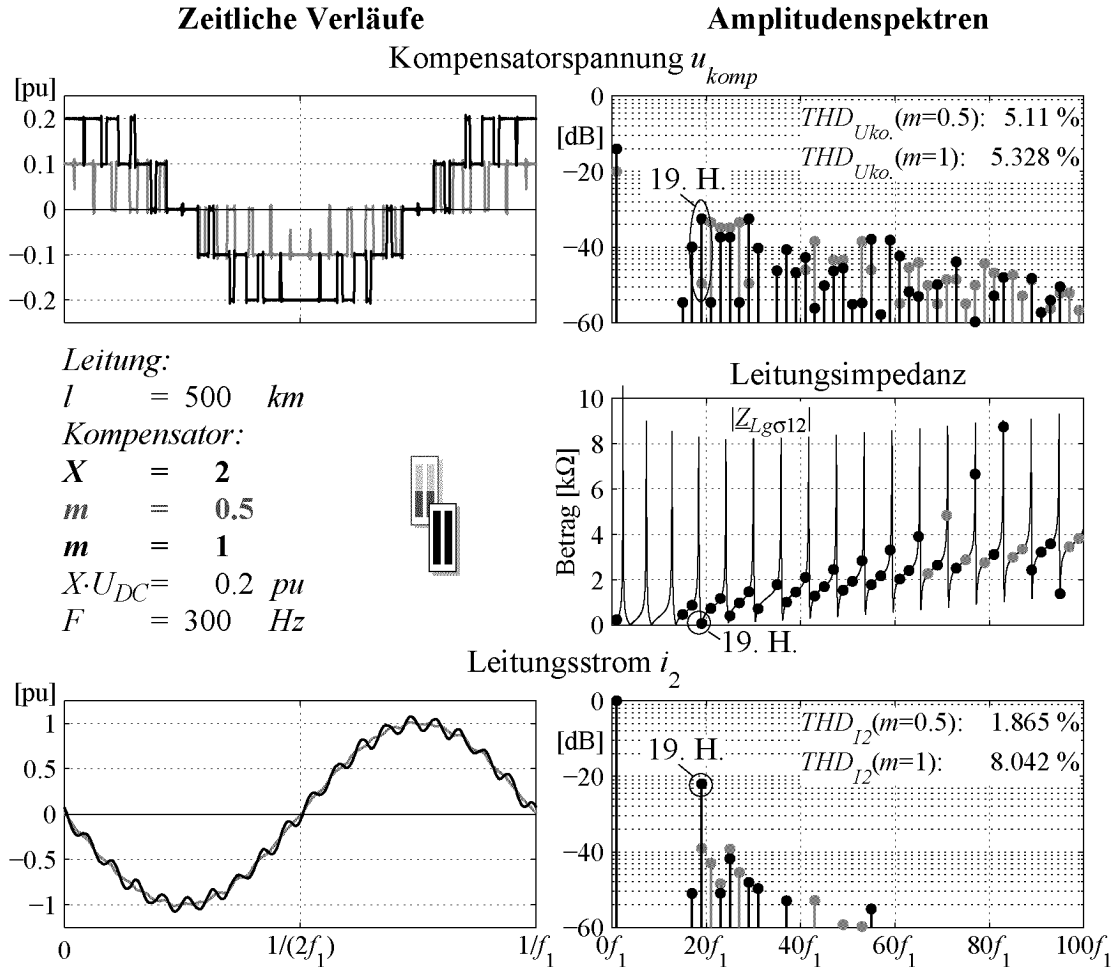 Zeitliche Verläufe
Amplitudenspektren
Kompensatorspannung u_komp
[pu]
0.2
0.1
0
−0.1
−0.2
0
[dB]
−20
−40
−60
THD_Uko.(m=0.5): 5.11 %
THD_Uko.(m=1): 5.328 %
19. H.
Leitung:
l = 500 km
Kompensator:
X = 2
m = 0.5
m = 1
X·U_DC = 0.2 pu
F = 300 Hz
Leitungsimpedanz
10
8
6
4
2
0
Betrag [kΩ]
|Z_Lgσ12|
19. H.
Leitungsstrom i_2
[pu]
1
0.5
0
−0.5
−1
0
1/(2f_1)
1/f_1
0
[dB]
−20
−40
−60
THD_I2(m=0.5): 1.865 %
THD_I2(m=1): 8.042 %
19. H.
0f_1
20f_1
40f_1
60f_1
80f_1
100f_1